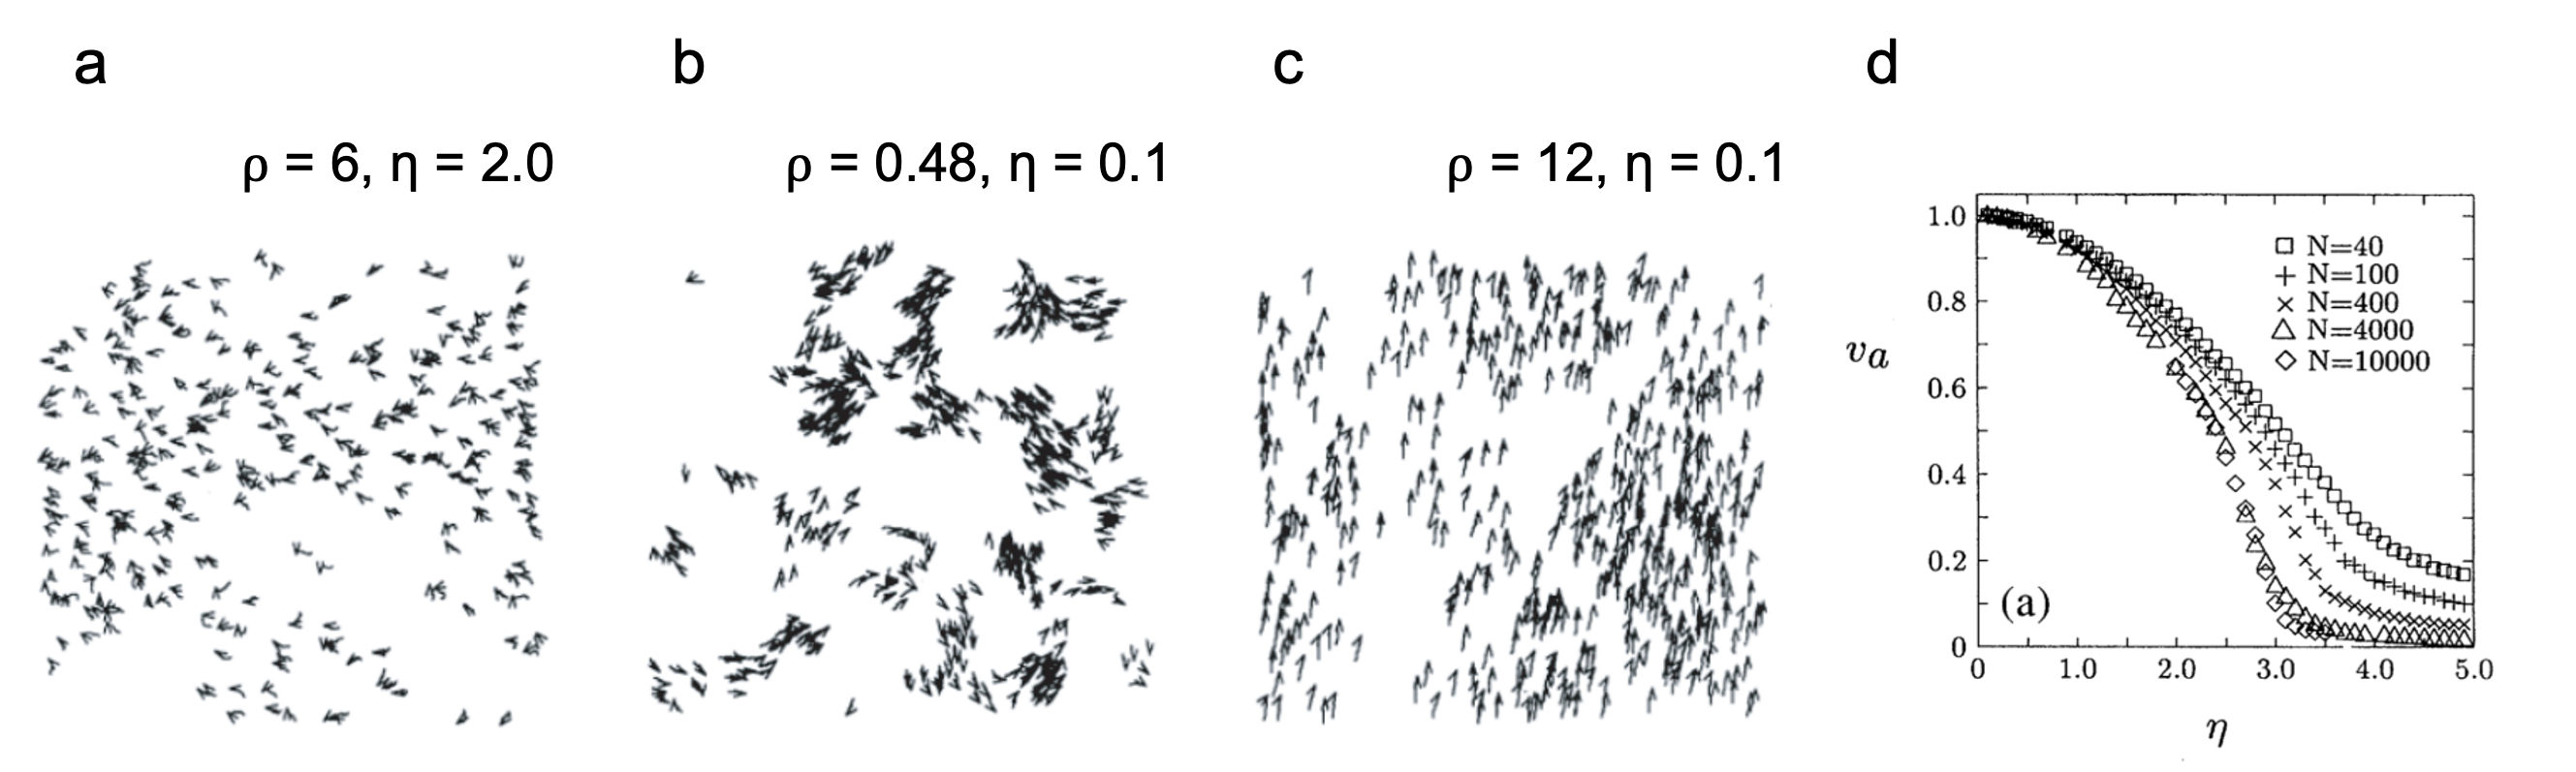 a
b
c
d
ρ = 6, η = 2.0
ρ = 0.48, η = 0.1
ρ = 12, η = 0.1
1.0
0.8
0.6
0.4
0.2
0
va
N=40
N=100
N=400
N=4000
N=10000
(a)
0 1.0 2.0 3.0 4.0 5.0
η